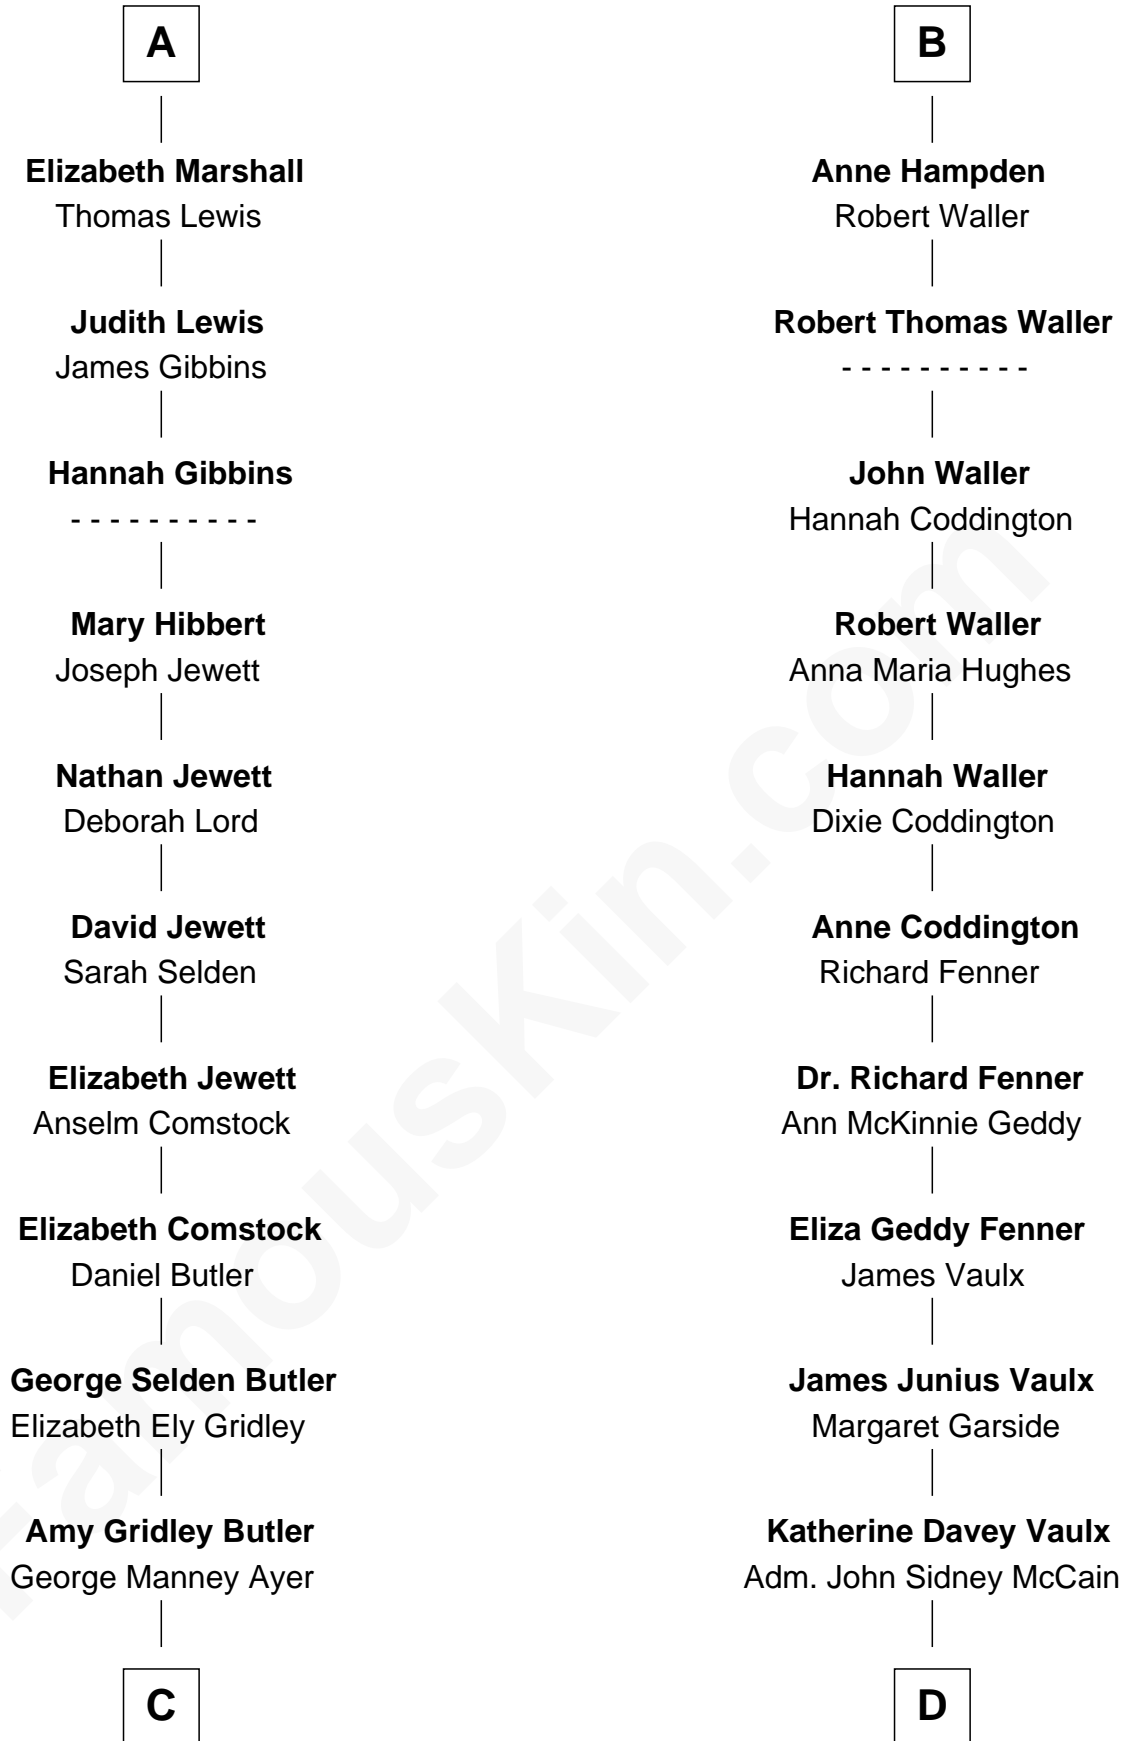 A
Elizabeth Marshall
Thomas Lewis
Judith Lewis
James Gibbins
Hannah Gibbins
- - - - - - - - - -
Mary Hibbert
Joseph Jewett
Nathan Jewett
Deborah Lord
David Jewett
Sarah Selden
Elizabeth Jewett
Anselm Comstock
Elizabeth Comstock
Daniel Butler
George Selden Butler
Elizabeth Ely Gridley
Amy Gridley Butler
George Manney Ayer
C
B
Anne Hampden
Robert Waller
Robert Thomas Waller
- - - - - - - - - -
John Waller
Hannah Coddington
Robert Waller
Anna Maria Hughes
Hannah Waller
Dixie Coddington
Anne Coddington
Richard Fenner
Dr. Richard Fenner
Ann McKinnie Geddy
Eliza Geddy Fenner
James Vaulx
James Junius Vaulx
Margaret Garside
Katherine Davey Vaulx
Adm. John Sidney McCain
D
FamousKin.com